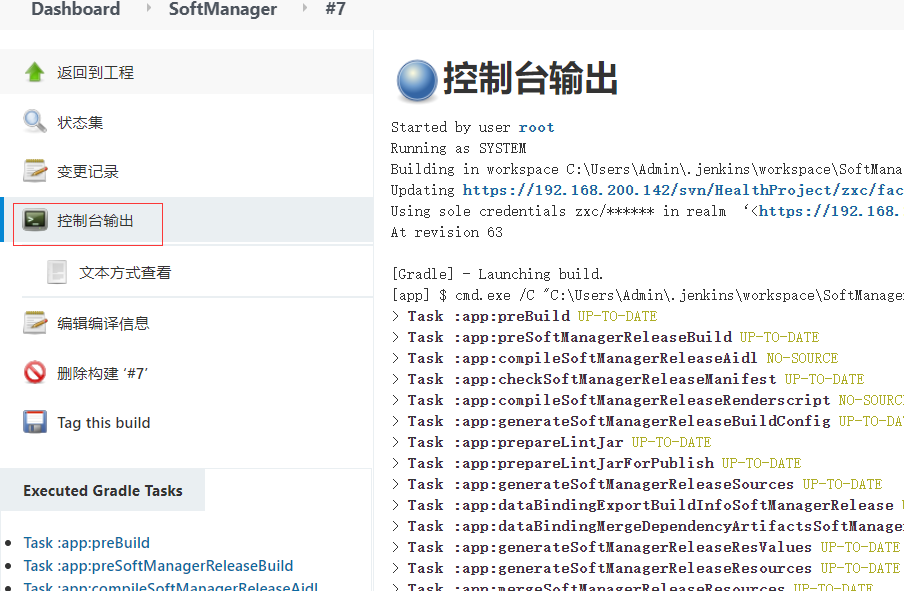 Dashboard SoftManager #7
返回到工程
状态集
变更记录
控制台输出
文本方式查看
编辑编译信息
删除构建 ‘#7’
Tag this build
Executed Gradle Tasks
Task :app:preBuild
Task :app:preSoftManagerReleaseBuild
Task :app:compileSoftManagerReleaseAidl
控制台输出
Started by user root
Running as SYSTEM
Building in workspace C:\Users\Admin\.jenkins\workspace\SoftMana
Updating https://192.168.200.142/svn/HealthProject/zxc/fac
Using sole credentials zxc/****** in realm ‘<https://192.168.
At revision 63
[Gradle] - Launching build.
[app] $ cmd.exe /C "C:\Users\Admin\.jenkins\workspace\SoftManage
> Task :app:preBuild UP-TO-DATE
> Task :app:preSoftManagerReleaseBuild UP-TO-DATE
> Task :app:compileSoftManagerReleaseAidl NO-SOURCE
> Task :app:checkSoftManagerReleaseManifest UP-TO-DATE
> Task :app:compileSoftManagerReleaseRenderscript NO-SOURC
> Task :app:generateSoftManagerReleaseBuildConfig UP-TO-DA
> Task :app:prepareLintJar UP-TO-DATE
> Task :app:prepareLintJarForPublish UP-TO-DATE
> Task :app:generateSoftManagerReleaseSources UP-TO-DATE
> Task :app:dataBindingExportBuildInfoSoftManagerRelease
> Task :app:dataBindingMergeDependencyArtifactsSoftManage
> Task :app:generateSoftManagerReleaseResValues UP-TO-DATE
> Task :app:generateSoftManagerReleaseResources UP-TO-DATE
> Task :app:mergeSoftManagerReleaseResources UP-TO-DATE